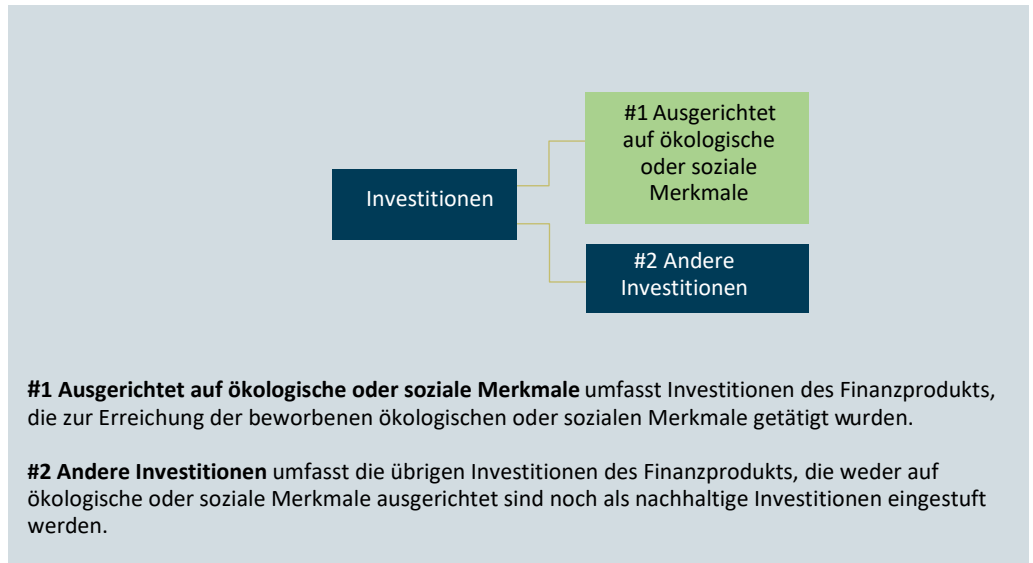 #1 Ausgerichtet
auf ökologische
oder soziale
Merkmale
Investitionen
#2 Andere
Investitionen
#1 Ausgerichtet auf ökologische oder soziale Merkmale umfasst Investitionen des Finanzprodukts,
die zur Erreichung der beworbenen ökologischen oder sozialen Merkmale getätigt wurden.
#2 Andere Investitionen umfasst die übrigen Investitionen des Finanzprodukts, die weder auf
ökologische oder soziale Merkmale ausgerichtet sind noch als nachhaltige Investitionen eingestuft
werden.